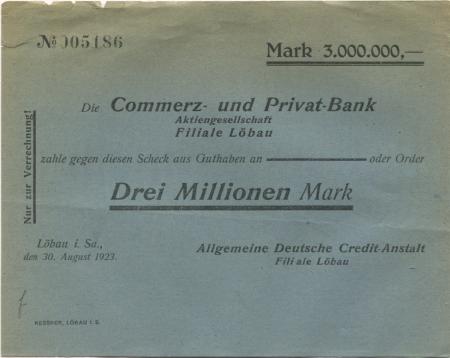 № 005486
Mark 3.000.000,—
Die Commerz- und Privat-Bank
Aktiengesellschaft
Filiale Löbau
Nur zur Verrechnung!
zahle gegen diesen Scheck aus Guthaben an ——— oder Order
Drei Millionen Mark
Löbau i. Sa.,
den 30. August 1923.
Allgemeine Deutsche Credit-Anstalt
Filiale Löbau
KESSNER, LÖBAU I. S.